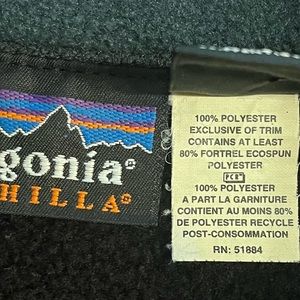 gonia®
HILLA®
100% POLYESTER
EXCLUSIVE OF TRIM
CONTAINS AT LEAST
80% FORTREL ECOSPUN
POLYESTER
PCR
100% POLYESTER
A PART LA GARNITURE
CONTIENT AU MOINS 80%
DE POLYESTER RECYCLE
POST-CONSOMMATION
RN: 51884